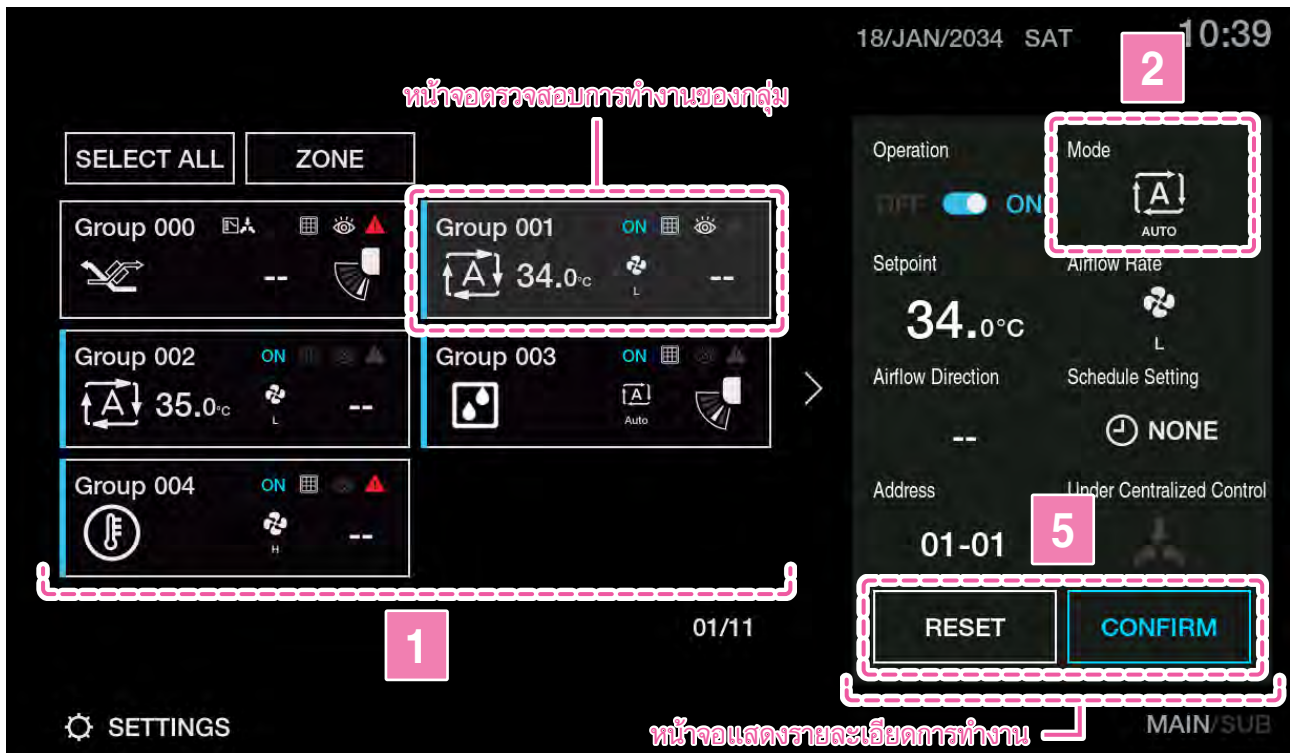 18/JAN/2034 SAT 10:39
2
หน้าจอตรวจสอบการทำงานของกลุ่ม
SELECT ALL ZONE
Operation Mode
OFF ON
A
AUTO
Group 000
--
Group 001 ON
A 34.0°C L --
Setpoint Airflow Rate
34.0°C
L
Group 002 ON
A 35.0°C L --
Group 003 ON
A
Auto
Airflow Direction Schedule Setting
-- NONE
Group 004 ON
H --
Address Under Centralized Control
01-01
5
1
01/11
RESET CONFIRM
SETTINGS
หน้าจอแสดงรายละเอียดการทำงาน
MAIN/SUB